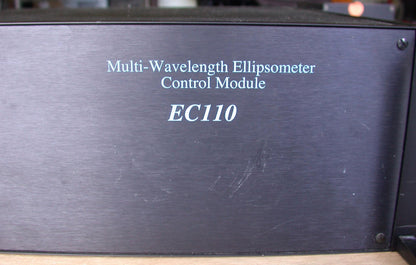 Multi-Wavelength Ellipsometer
Control Module
EC110